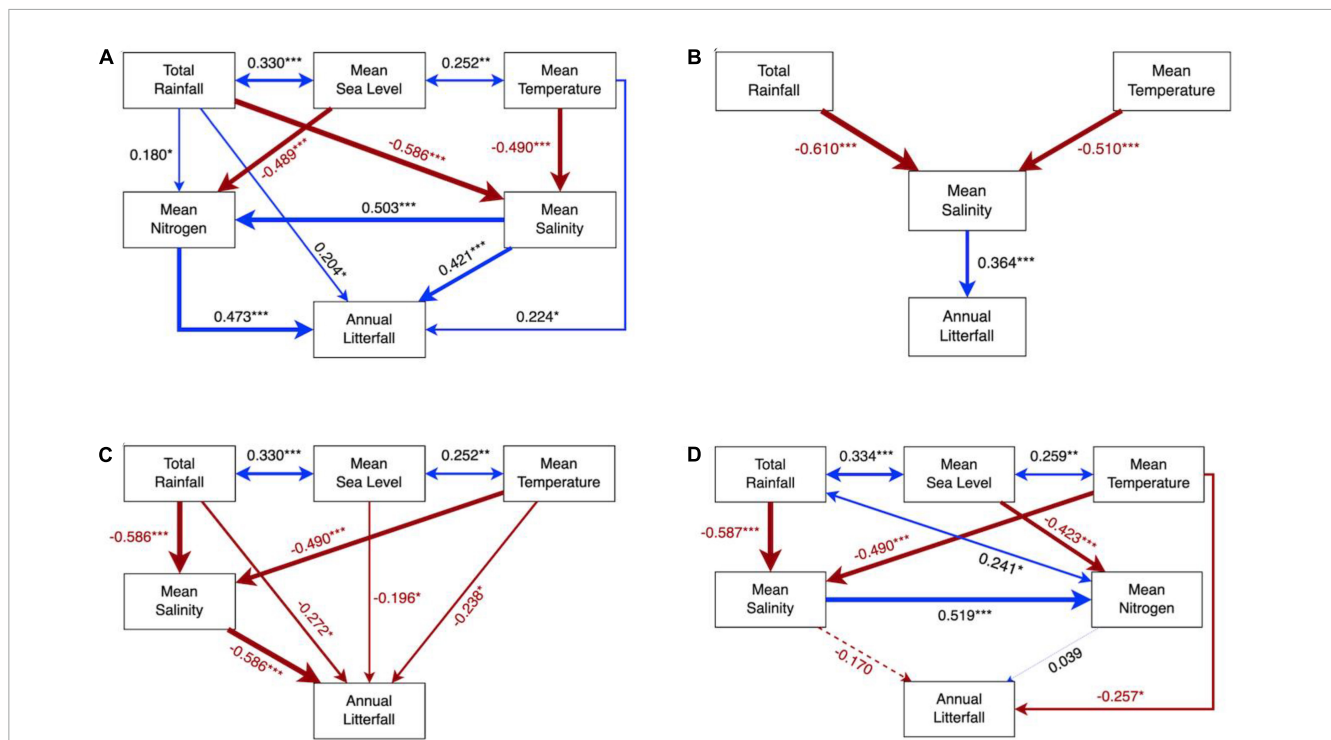 A
Total
Rainfall
0.330***
Mean
Sea Level
0.252**
Mean
Temperature
0.180*
-0.489***
-0.586***
-0.490***
Mean
Nitrogen
0.503***
Mean
Salinity
0.204*
0.421***
0.473***
Annual
Litterfall
0.224*
B
Total
Rainfall
Mean
Temperature
-0.610***
-0.510***
Mean
Salinity
0.364***
Annual
Litterfall
C
Total
Rainfall
0.330***
Mean
Sea Level
0.252**
Mean
Temperature
-0.586***
-0.490***
Mean
Salinity
-0.272*
-0.196*
-0.238*
-0.586***
Annual
Litterfall
D
Total
Rainfall
0.334***
Mean
Sea Level
0.259**
Mean
Temperature
-0.587***
-0.490***
-0.423***
0.241*
Mean
Salinity
0.519***
Mean
Nitrogen
-0.170
0.039
Annual
Litterfall
-0.257*